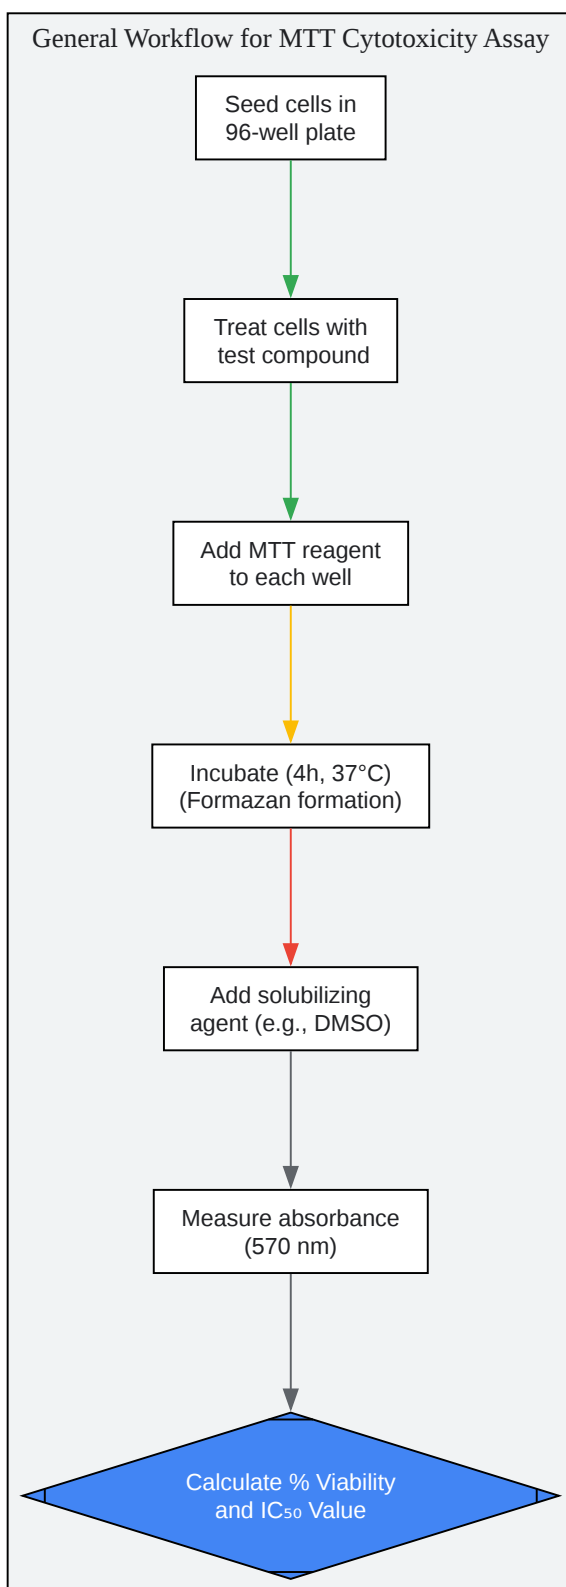 General Workflow for MTT Cytotoxicity Assay
Seed cells in
96-well plate
Treat cells with
test compound
Add MTT reagent
to each well
Incubate (4h, 37°C)
(Formazan formation)
Add solubilizing
agent (e.g., DMSO)
Measure absorbance
(570 nm)
Calculate % Viability
and IC₅₀ Value